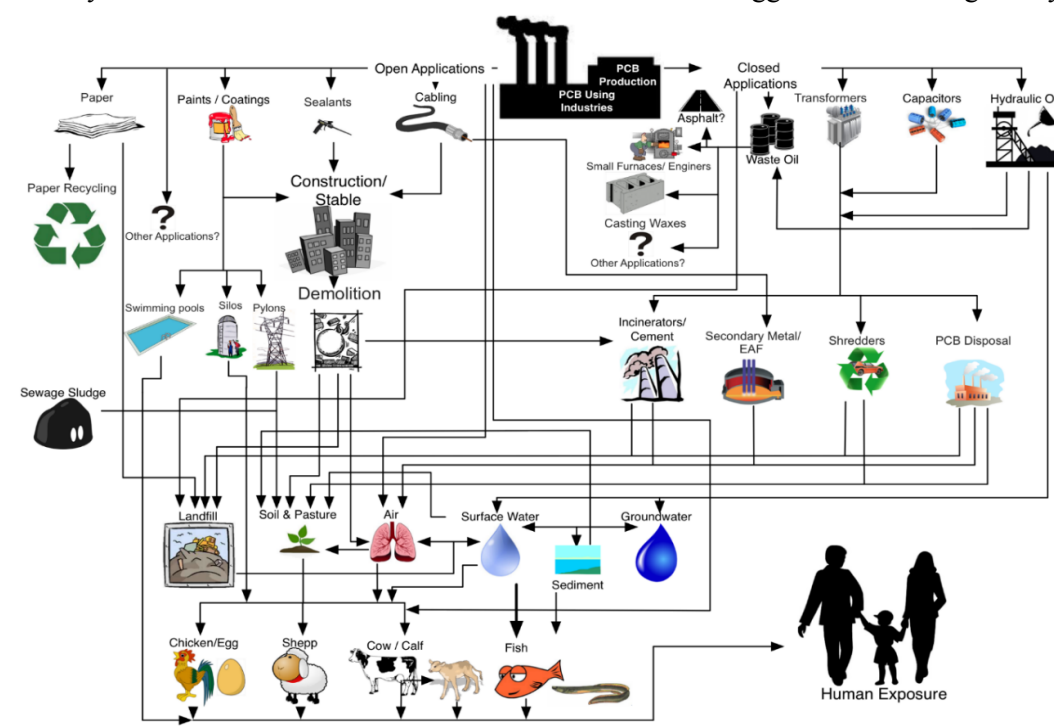 PCB
Production
PCB Using
Industries
Open Applications
Closed
Applications
Paper
Paints / Coatings
Sealants
Cabling
Asphalt?
Transformers
Capacitors
Hydraulic O
Small Furnaces/ Enginers
Waste Oil
Paper Recycling
Construction/
Stable
Casting Waxes
?
Other Applications?
?
Other Applications?
Demolition
Swimming pools
Silos
Pylons
Incinerators/
Cement
Secondary Metal/
EAF
Shredders
PCB Disposal
Sewage Sludge
Landfill
Soil & Pasture
Air
Surface Water
Groundwater
Sediment
Chicken/Egg
Shepp
Cow / Calf
Fish
Human Exposure